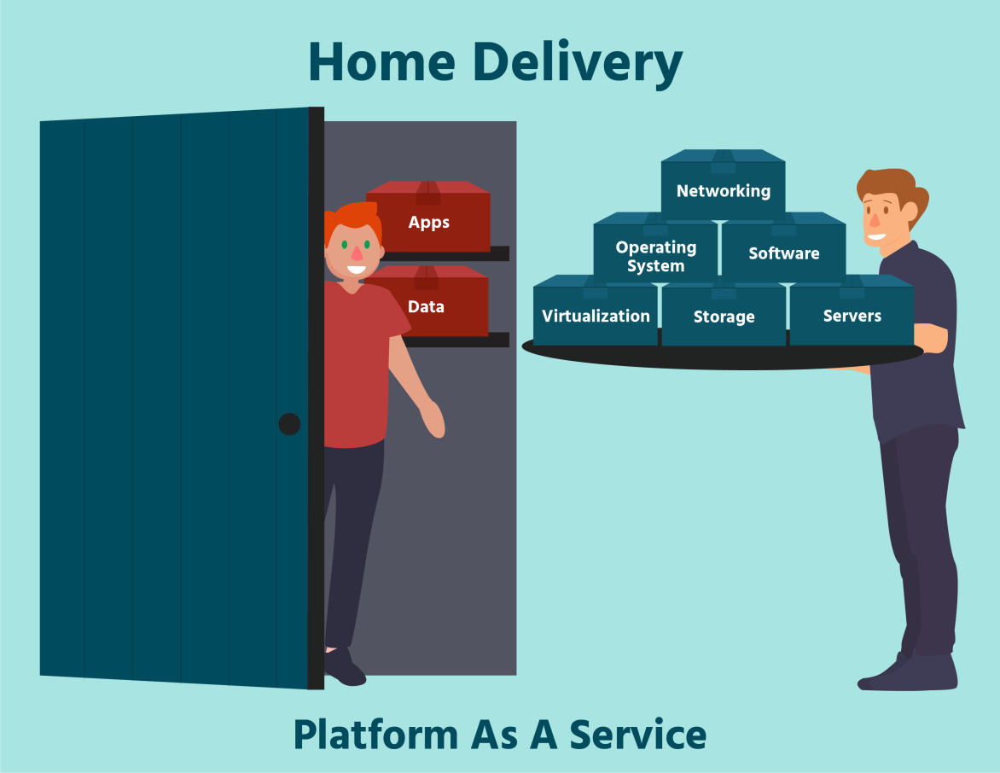 Home Delivery
Apps
Data
Networking
Operating
System
Software
Virtualization
Storage
Servers
Platform As A Service